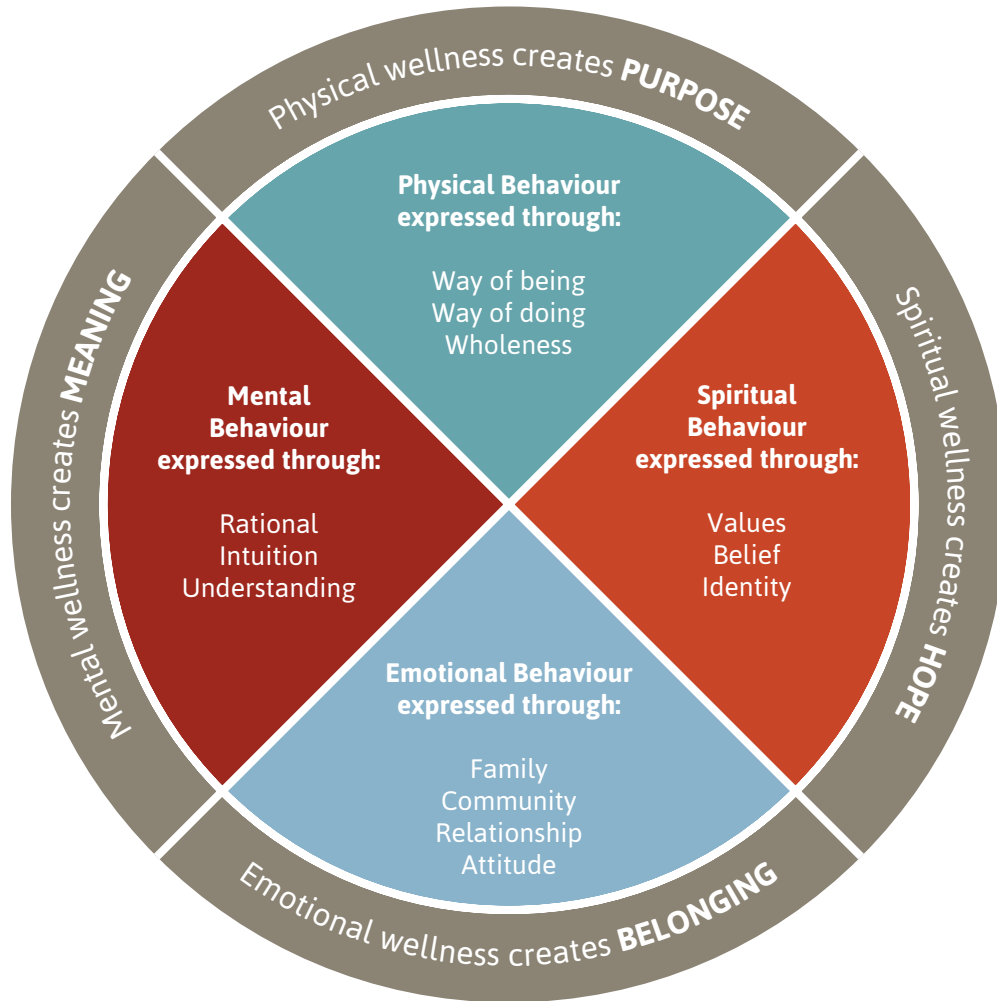 Physical wellness creates PURPOSE
Physical Behaviour
expressed through:
Way of being
Way of doing
Wholeness
Spiritual wellness creates HOPE
Spiritual
Behaviour
expressed through:
Values
Belief
Identity
Emotional Behaviour
expressed through:
Family
Community
Relationship
Attitude
Emotional wellness creates BELONGING
Mental wellness creates MEANING
Mental
Behaviour
expressed through:
Rational
Intuition
Understanding